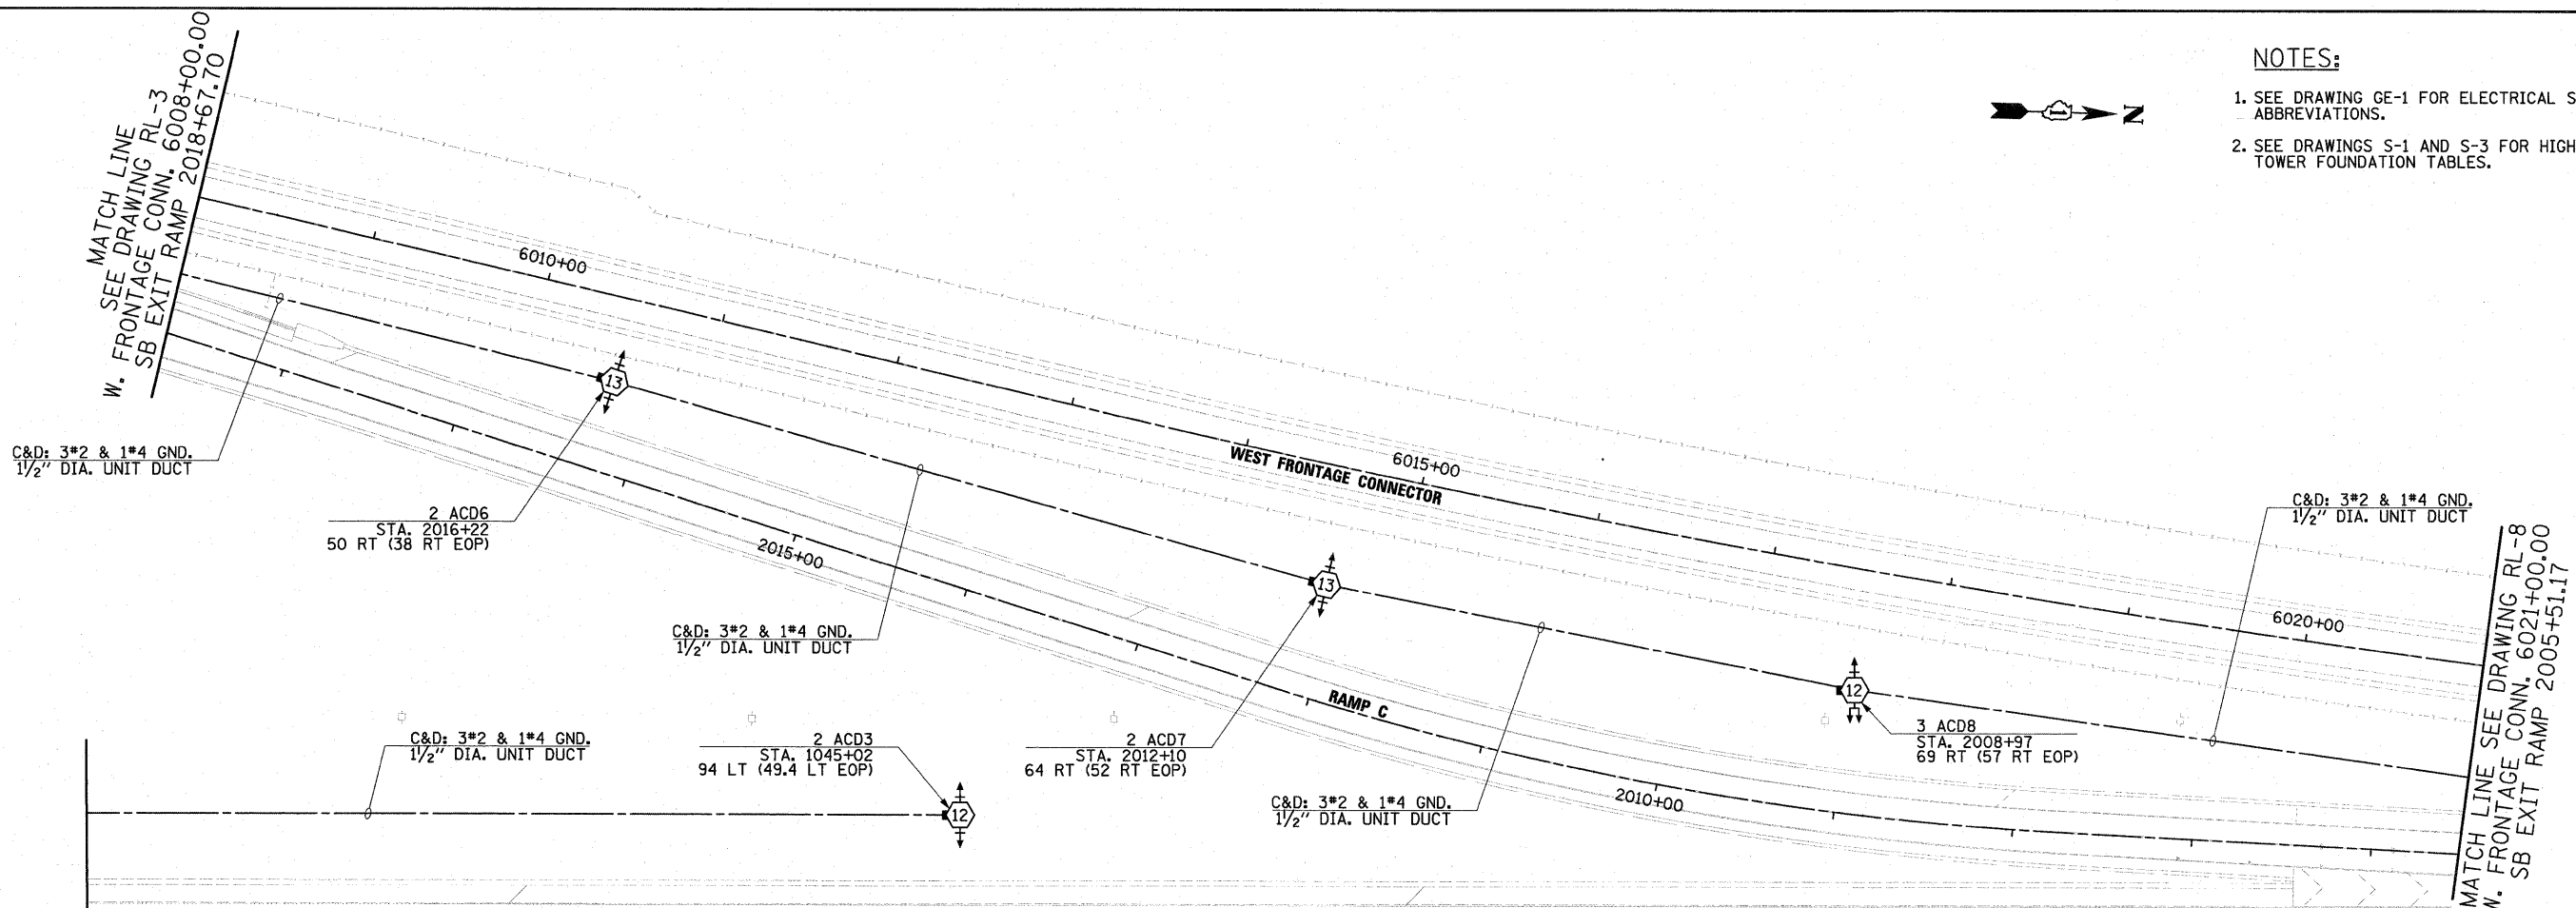 MATCH LINE
SEE DRAWING RL-3
W. FRONTAGE CONN. 6008+00.00
SB EXIT RAMP 2018+67.70
N
NOTES:
1. SEE DRAWING GE-1 FOR ELECTRICAL S
ABBREVIATIONS.
2. SEE DRAWINGS S-1 AND S-3 FOR HIGH
TOWER FOUNDATION TABLES.
6010+00
13
C&D: 3#2 & 1#4 GND.
1½" DIA. UNIT DUCT
2 ACD6
STA. 2016+22
50 RT (38 RT EOP)
2015+00
WEST FRONTAGE CONNECTOR
6015+00
C&D: 3#2 & 1#4 GND.
1½" DIA. UNIT DUCT
13
C&D: 3#2 & 1#4 GND.
1½" DIA. UNIT DUCT
6020+00
MATCH LINE SEE DRAWING RL-8
W. FRONTAGE CONN. 6021+00.00
SB EXIT RAMP 2005+51.17
RAMP C
12
3 ACD8
STA. 2008+97
69 RT (57 RT EOP)
C&D: 3#2 & 1#4 GND.
1½" DIA. UNIT DUCT
2 ACD3
STA. 1045+02
94 LT (49.4 LT EOP)
2 ACD7
STA. 2012+10
64 RT (52 RT EOP)
C&D: 3#2 & 1#4 GND.
1½" DIA. UNIT DUCT
2010+00
12